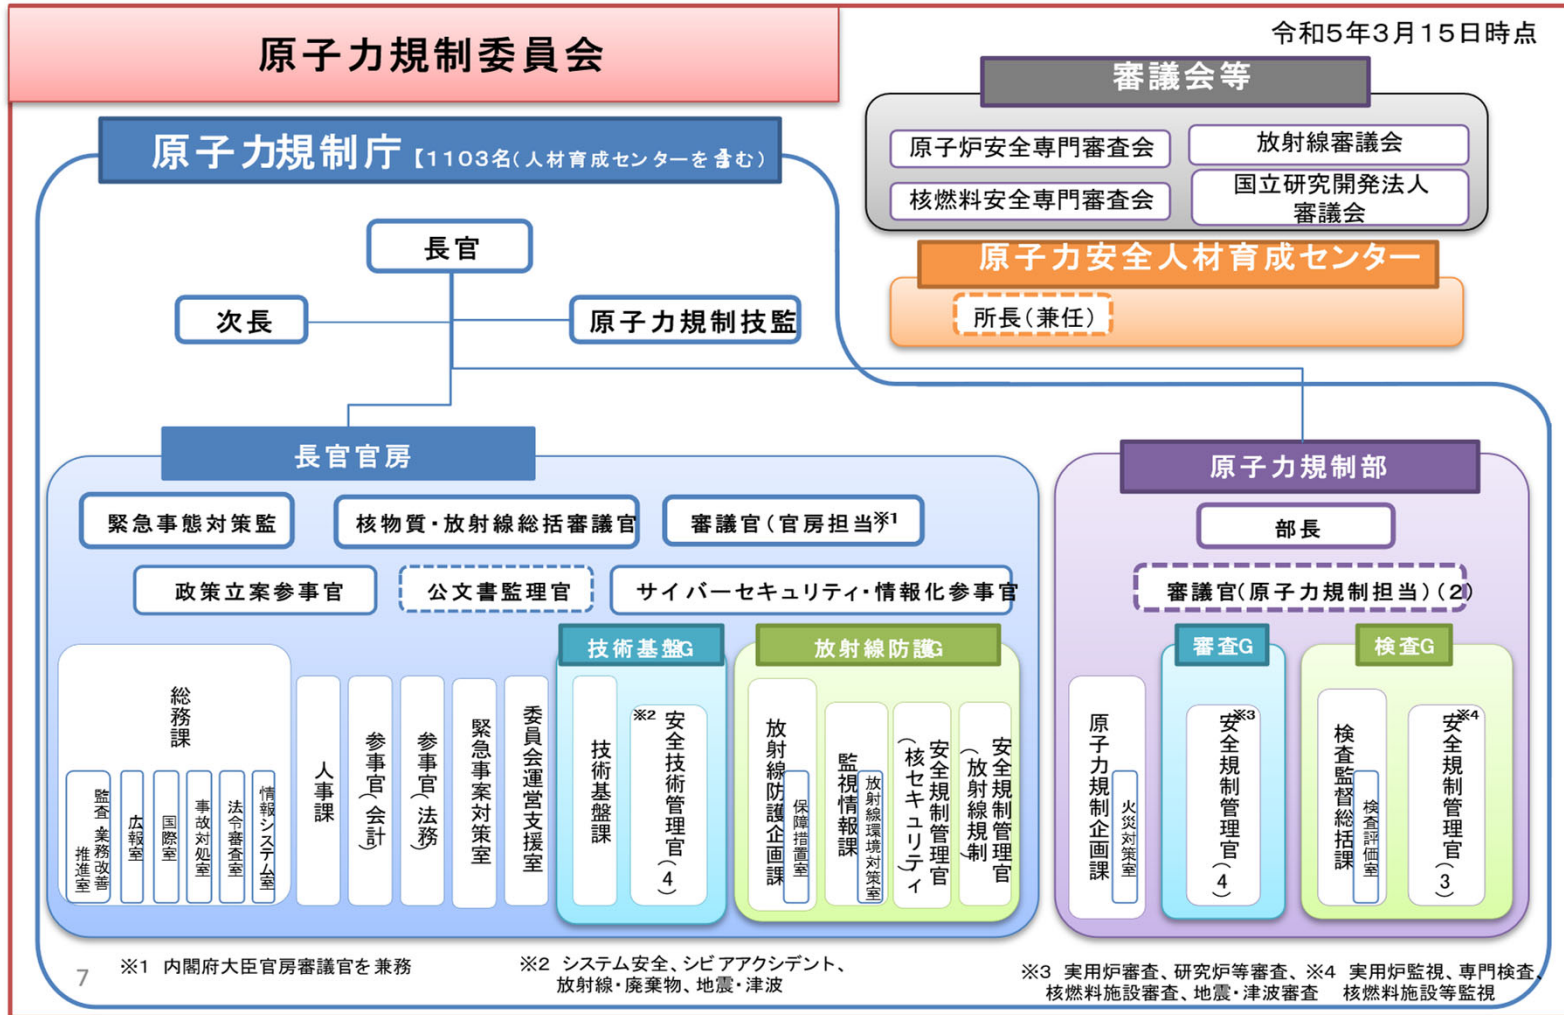 原子力規制委員会
令和5年3月15日時点
審議会等
原子炉安全専門審査会
放射線審議会
核燃料安全専門審査会
国立研究開発法人
審議会
原子力規制庁【1103名(人材育成センターを含む)
長官
次長
原子力規制技監
原子力安全人材育成センター
所長(兼任)
長官官房
緊急事態対策監
核物質・放射線総括審議官
審議官(官房担当)※1
政策立案参事官
公文書監理官
サイバーセキュリティ・情報化参事官
総務課
監査・業務改善
推進室
広報室
国際室
事故対処室
法令審査室
情報システム室
人事課
参事官(会計)
参事官(法務)
緊急事案対策室
委員会運営支援室
技術基盤G
技術基盤課
※2
安全技術管理官(4)
放射線防護G
放射線防護企画課
保障措置室
監視情報課
放射線環境対策室
安全規制管理官
(核セキュリティ)
安全規制管理官
(放射線規制)
原子力規制部
部長
審議官(原子力規制担当)(2)
原子力規制企画課
火災対策室
審査G
※3
安全規制管理官(4)
検査G
検査監督総括課
検査評価室
※4
安全規制管理官(3)
7
※1 内閣府大臣官房審議官を兼務
※2 システム安全、シビアアクシデント、
放射線・廃棄物、地震・津波
※3 実用炉審査、研究炉等審査、
核燃料施設審査、地震・津波審査
※4 実用炉監視、専門検査、
核燃料施設等監視